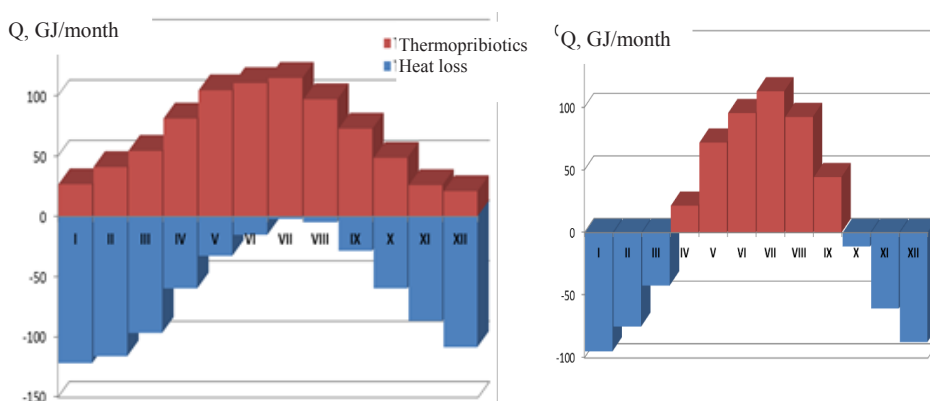 Q, GJ/month
Thermopribiotics
Heat loss
100
50
0
I II III IV V VI VII VIII IX X XI XII
-50
-100
-150
Q, GJ/month
100
50
0
I II III IV V VI VII VIII IX X XI XII
-50
-100